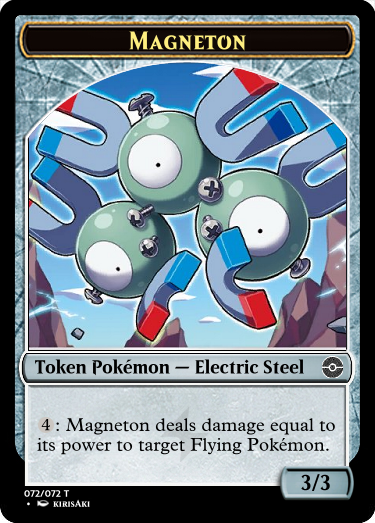 MAGNETON
Token Pokémon — Electric Steel
4: Magneton deals damage equal to
its power to target Flying Pokémon.
3/3
072/072 T
• KIRISAKI